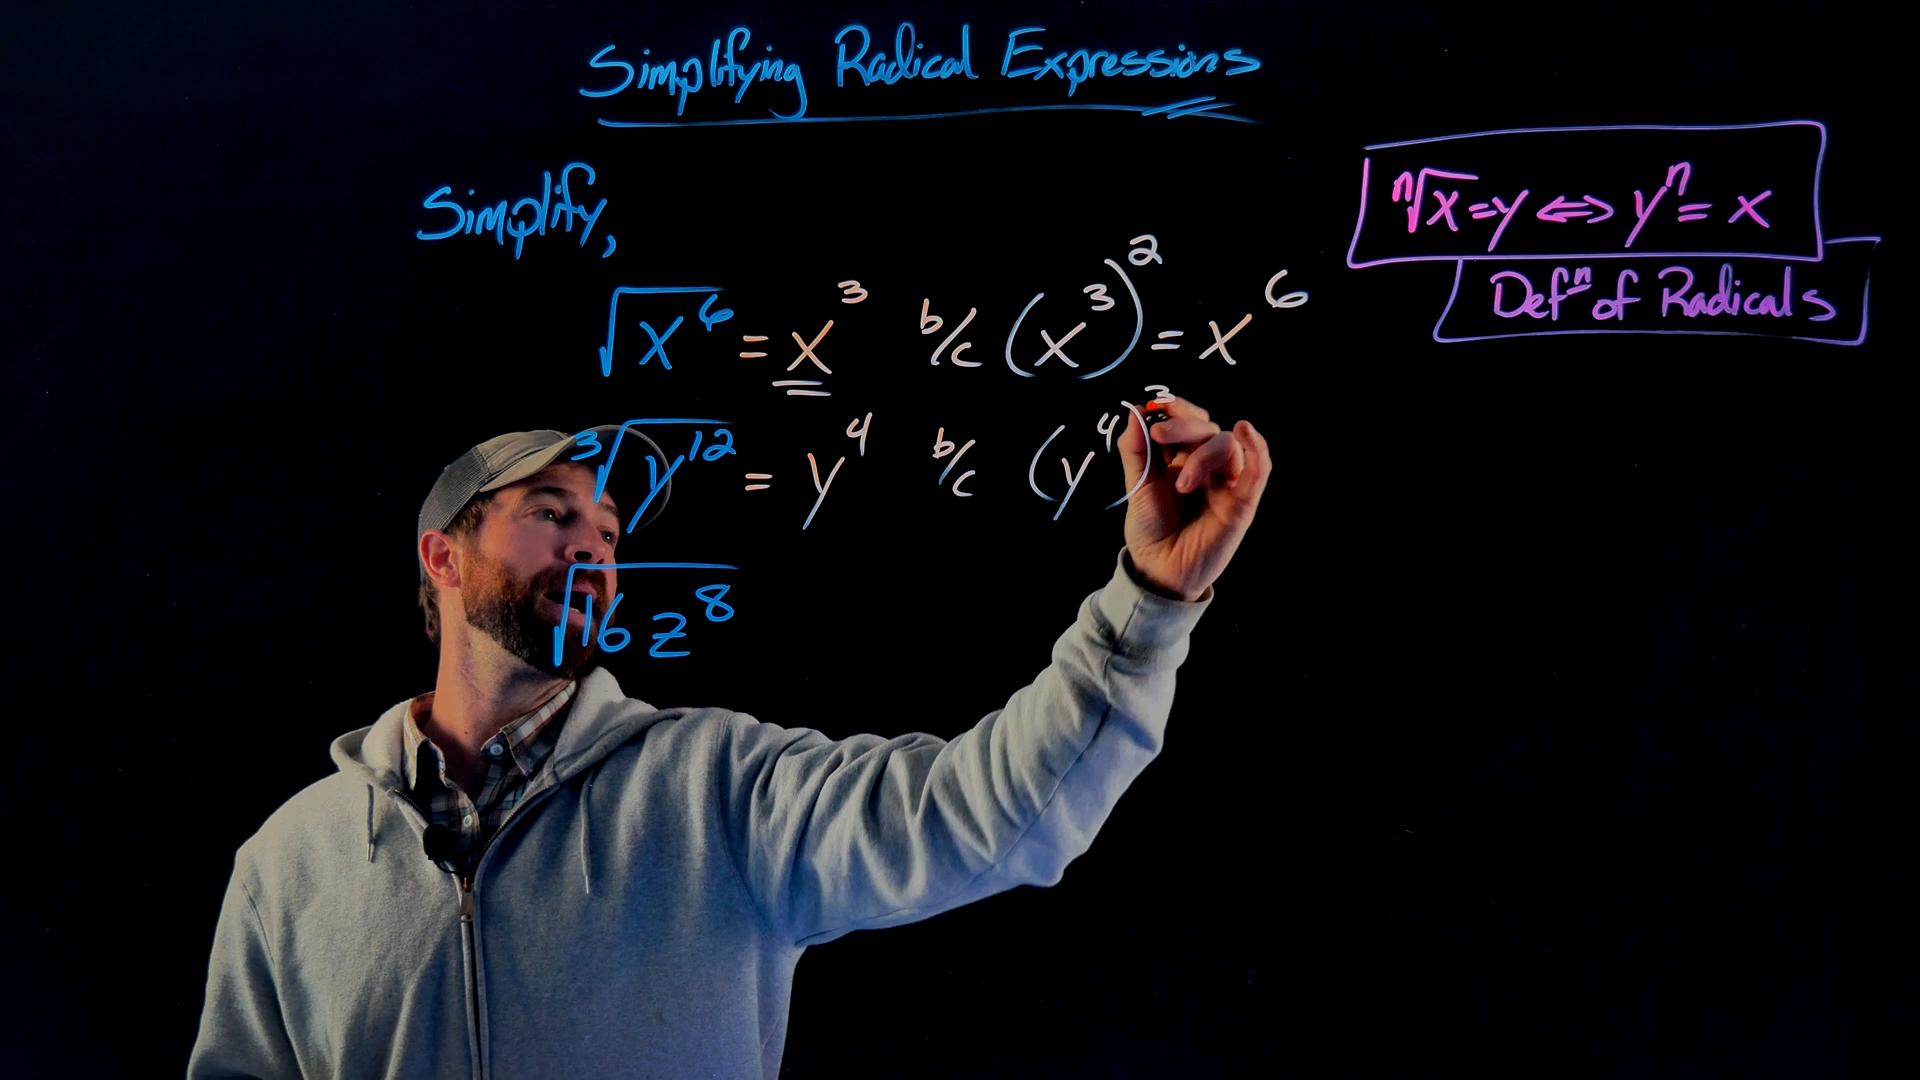 Simplifying Radical Expressions
Simplify,
ⁿ√x = y ⟺ yⁿ = x
Defⁿ of Radicals
√x⁶ = x³ b/c (x³)² = x⁶
³√y¹² = y⁴ b/c (y⁴)³
√16z⁸